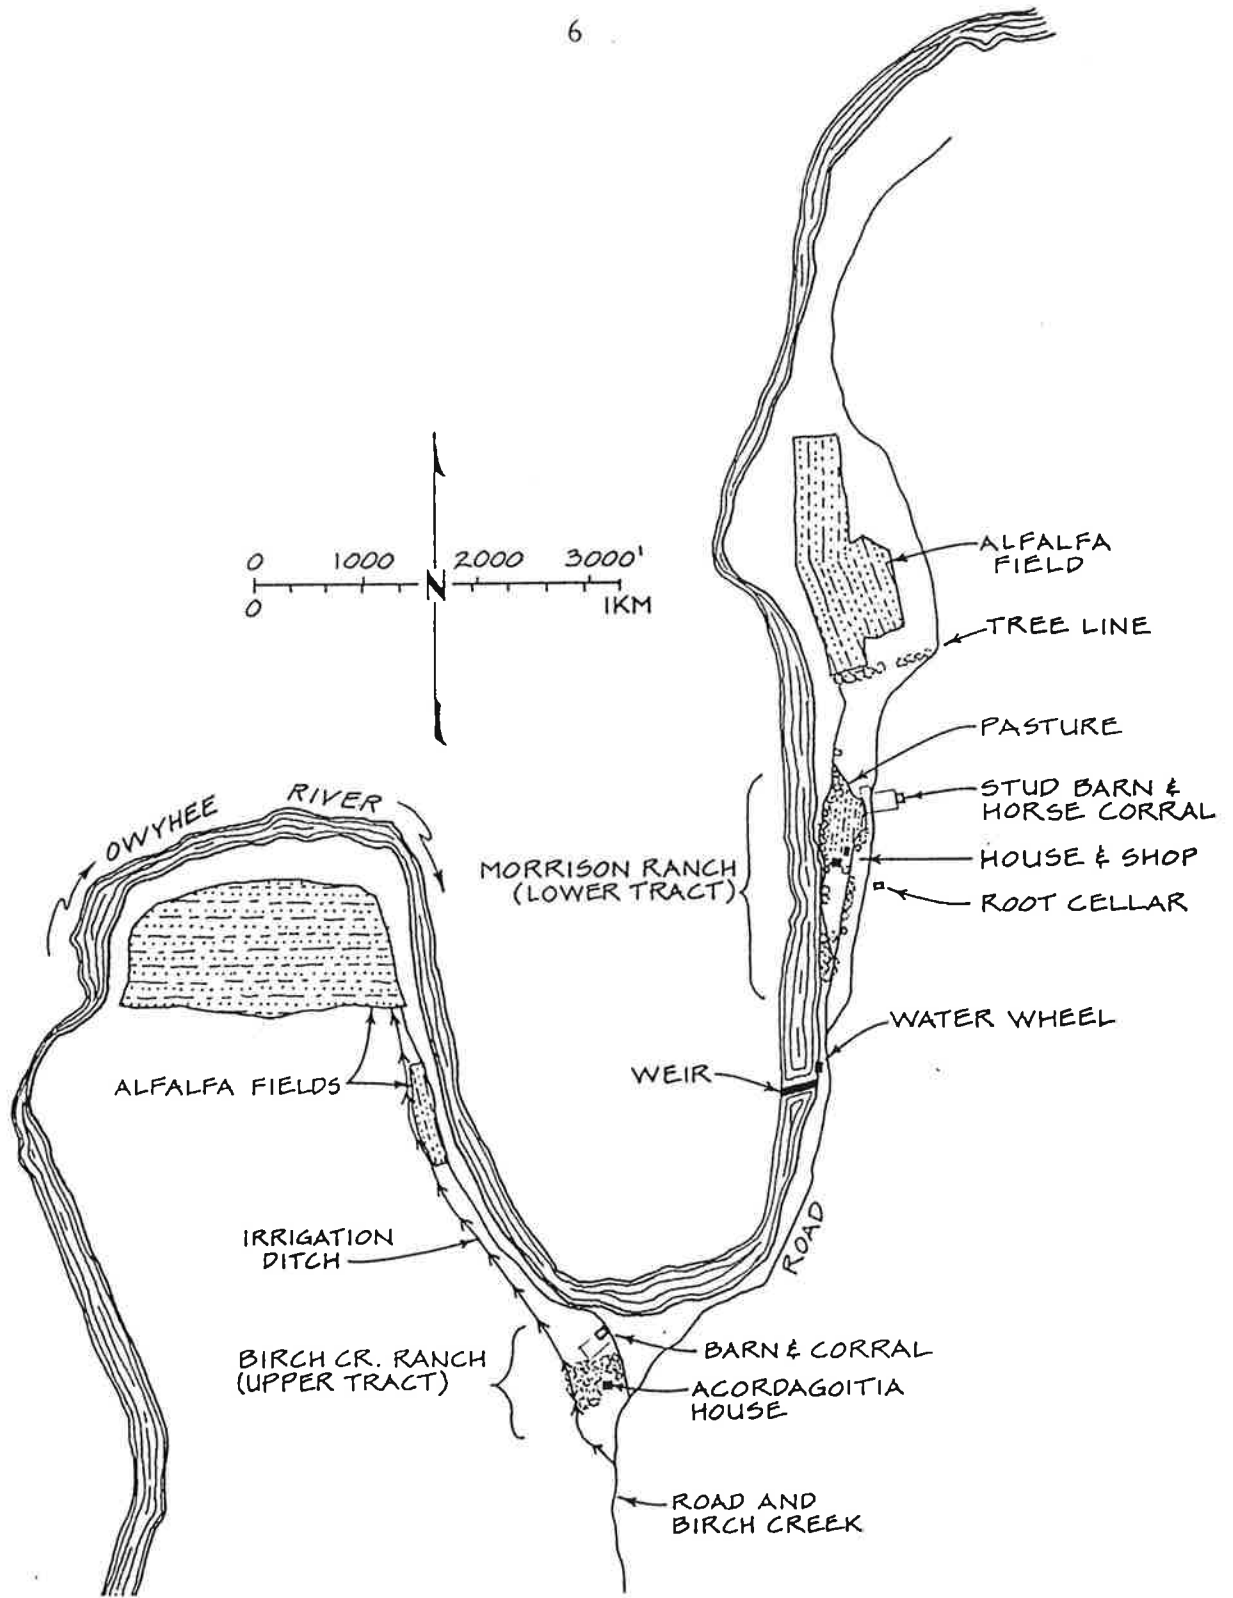 6
ALFALFA
FIELD
0 1000 2000 3000'
N
0 1KM
TREE LINE
PASTURE
STUD BARN &
HORSE CORRAL
OWYHEE RIVER
HOUSE & SHOP
MORRISON RANCH
(LOWER TRACT)
ROOT CELLAR
WATER WHEEL
WEIR
ALFALFA FIELDS
ROAD
IRRIGATION
DITCH
BARN & CORRAL
BIRCH CR. RANCH
(UPPER TRACT)
ACORDAGOITIA
HOUSE
ROAD AND
BIRCH CREEK